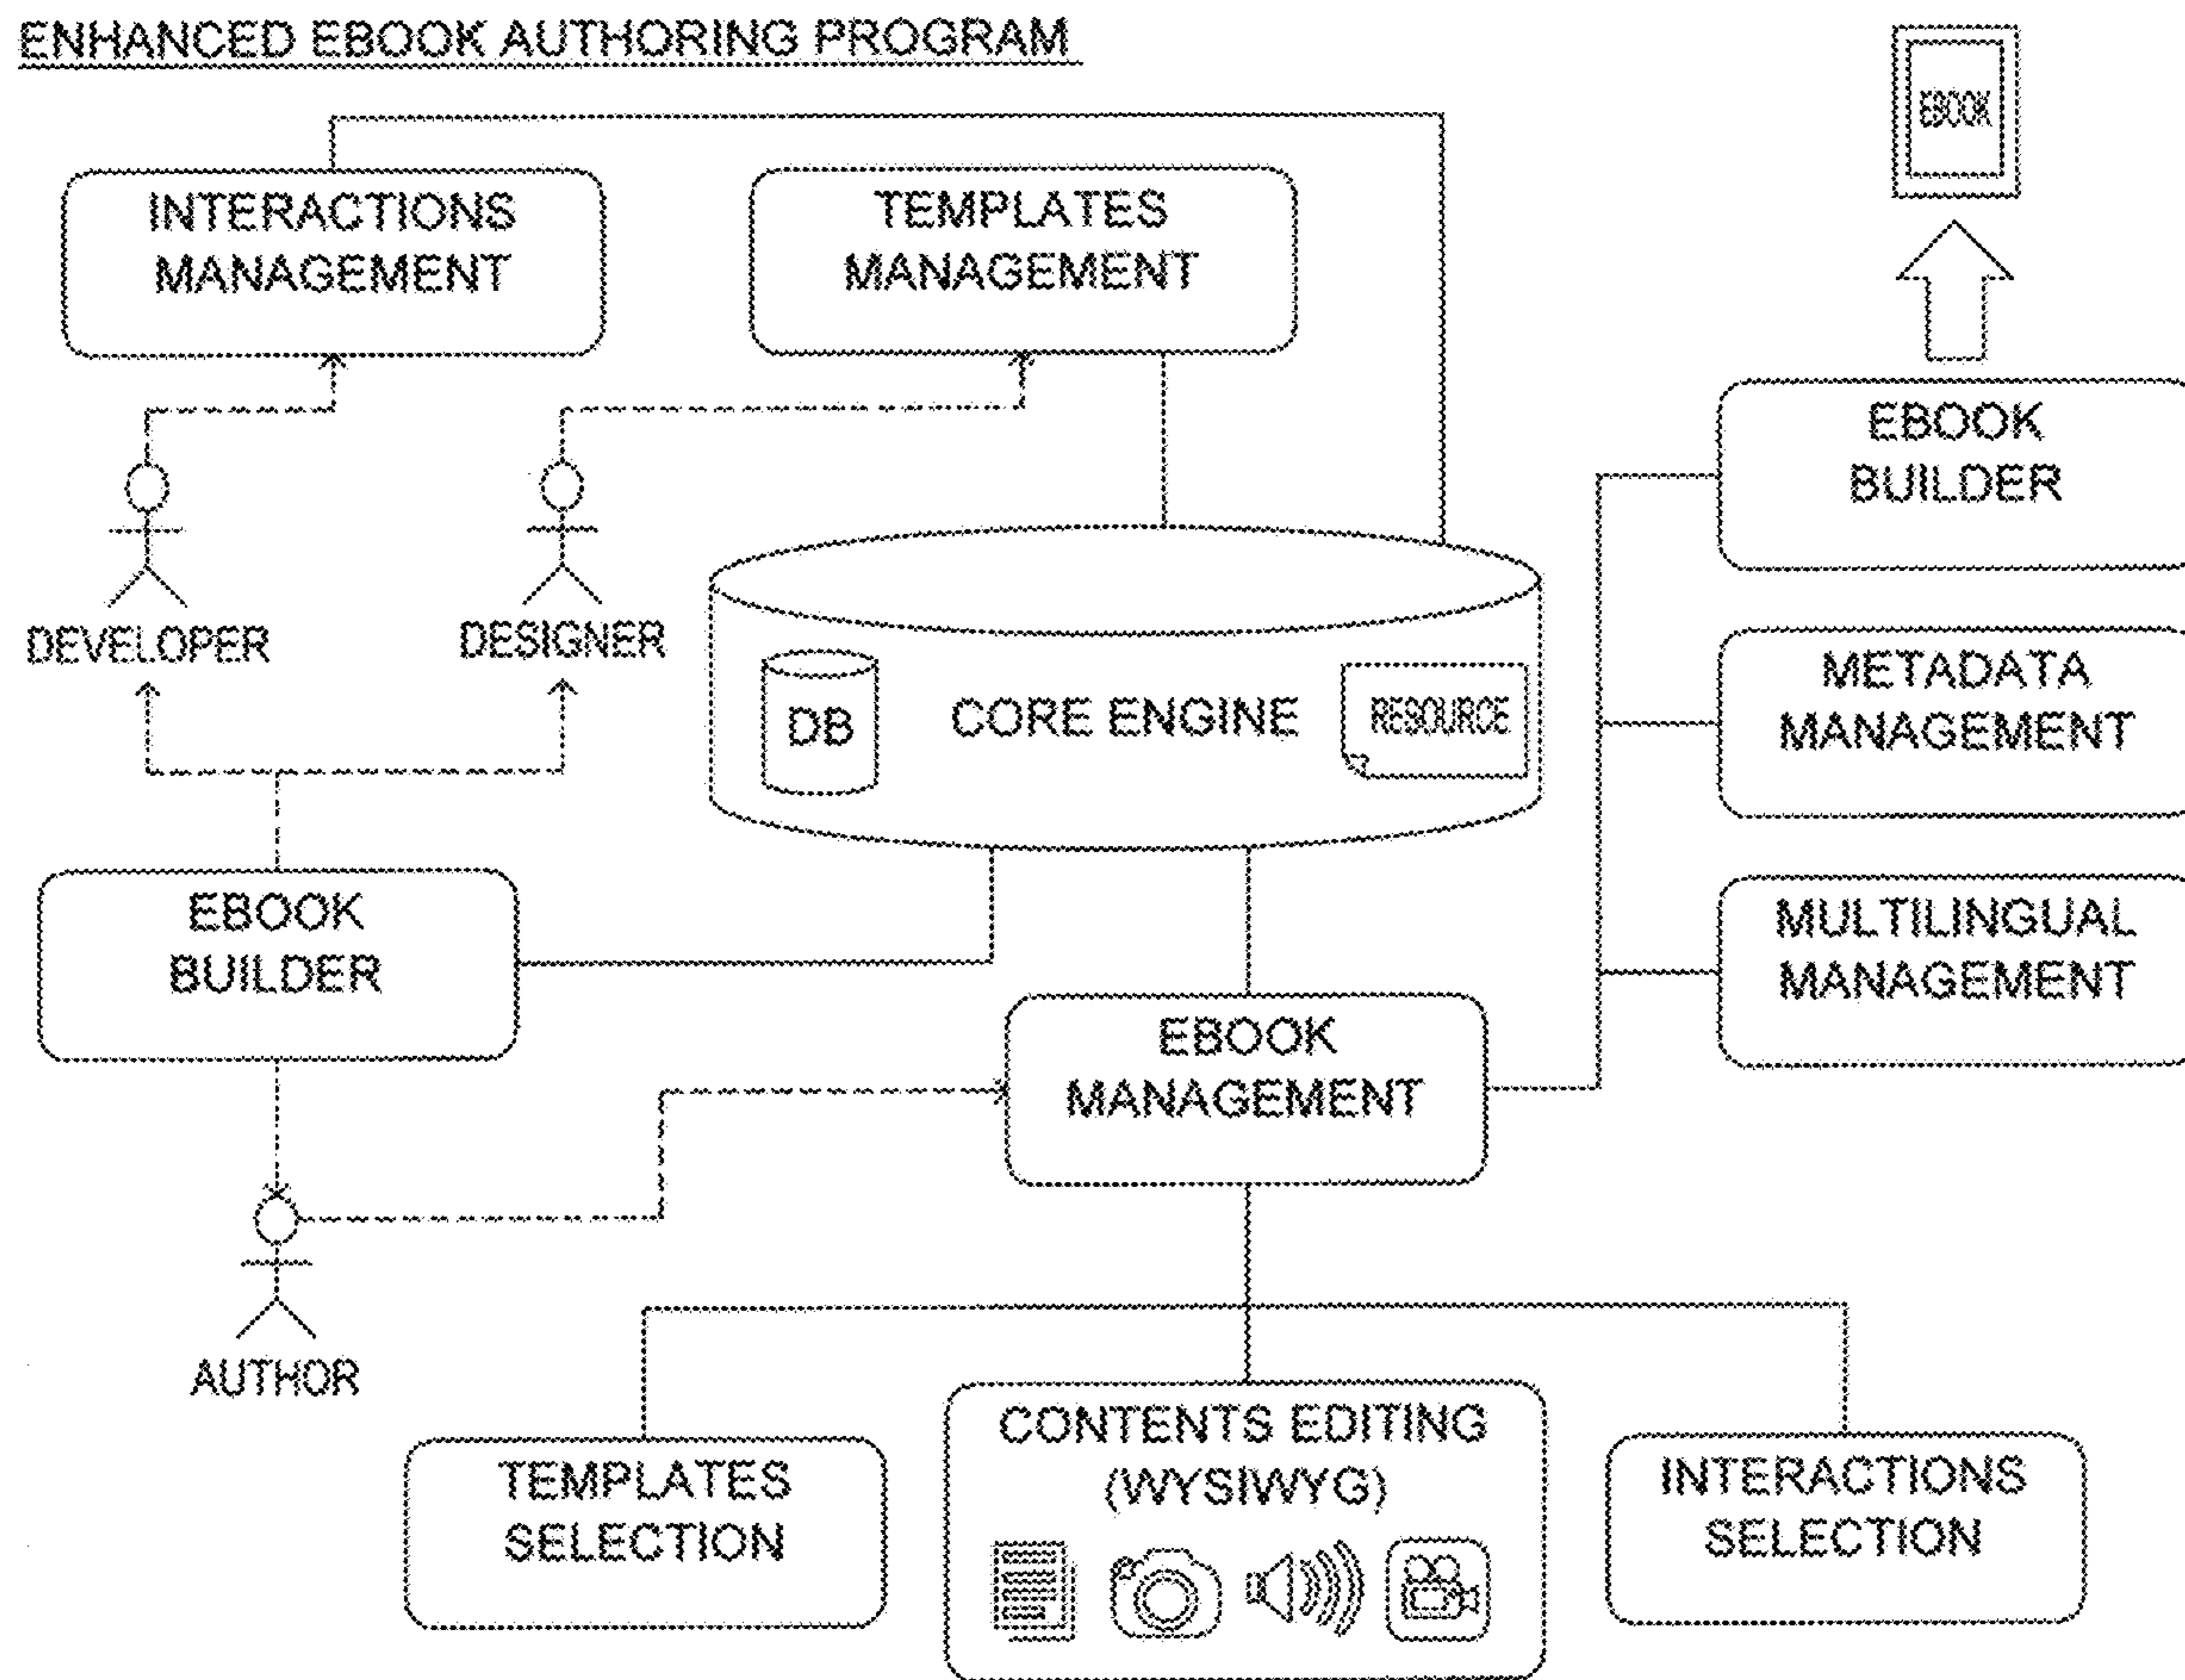 ENHANCED EBOOK AUTHORING PROGRAM
EBOOK
INTERACTIONS
MANAGEMENT
TEMPLATES
MANAGEMENT
EBOOK
BUILDER
DEVELOPER
DESIGNER
DB
CORE ENGINE
RESOURCE
METADATA
MANAGEMENT
EBOOK
BUILDER
MULTILINGUAL
MANAGEMENT
EBOOK
MANAGEMENT
AUTHOR
TEMPLATES
SELECTION
CONTENTS EDITING
(WYSIWYG)
INTERACTIONS
SELECTION